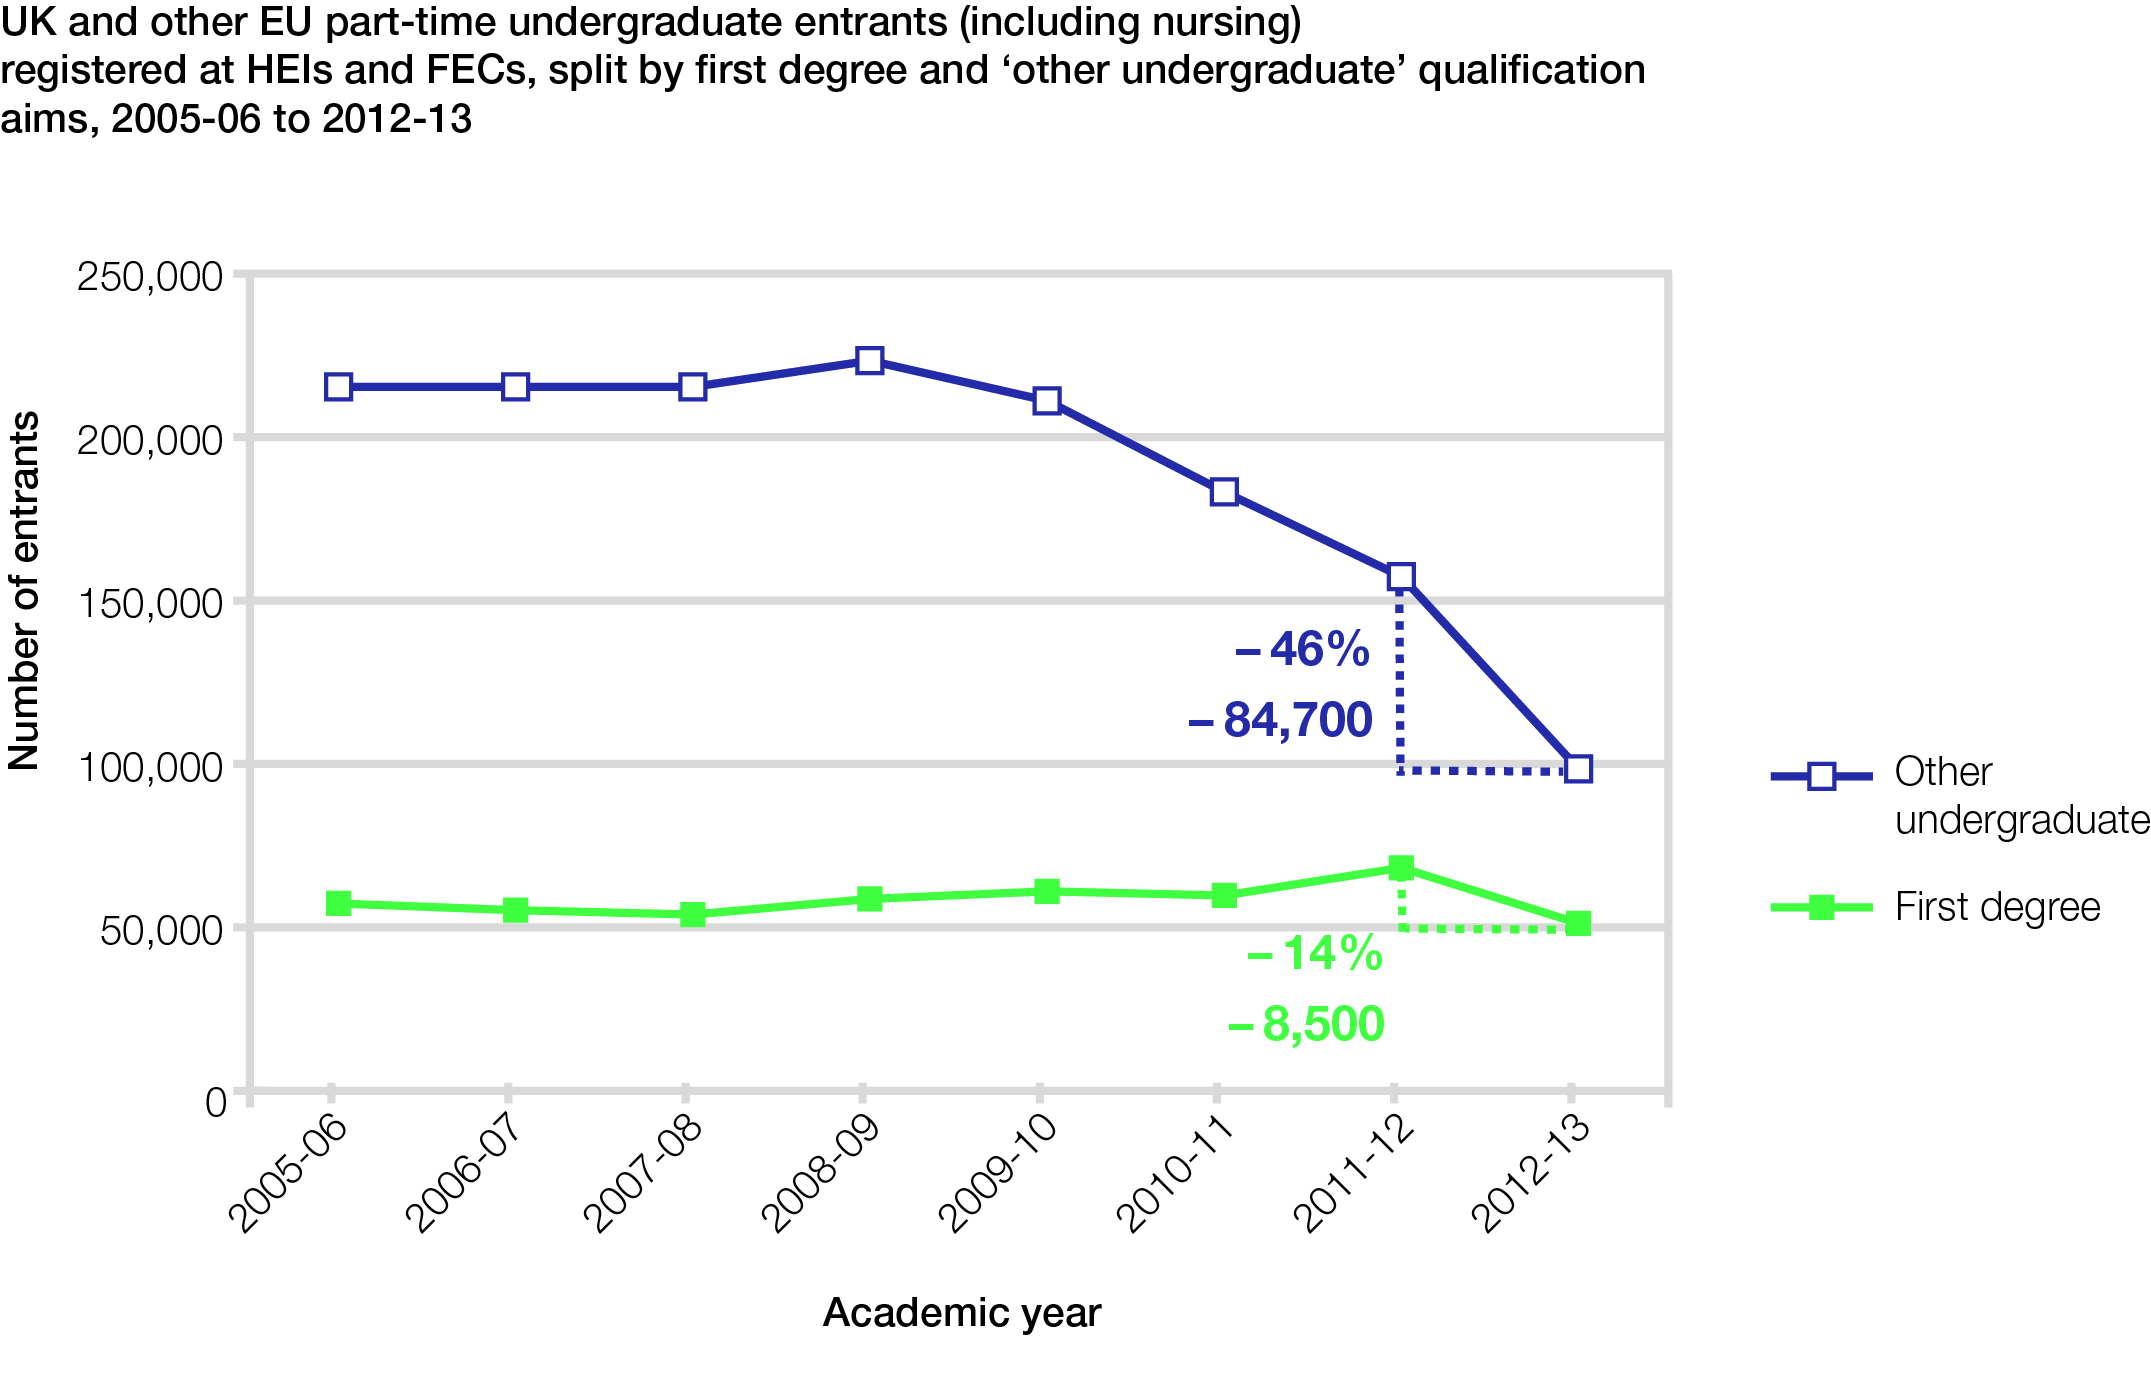 UK and other EU part-time undergraduate entrants (including nursing)
registered at HEIs and FECs, split by first degree and ‘other undergraduate’ qualification
aims, 2005-06 to 2012-13
250,000
200,000
150,000
100,000
50,000
0
Number of entrants
– 46%
– 84,700
– 14%
– 8,500
Other
undergraduate
First degree
2005-06
2006-07
2007-08
2008-09
2009-10
2010-11
2011-12
2012-13
Academic year